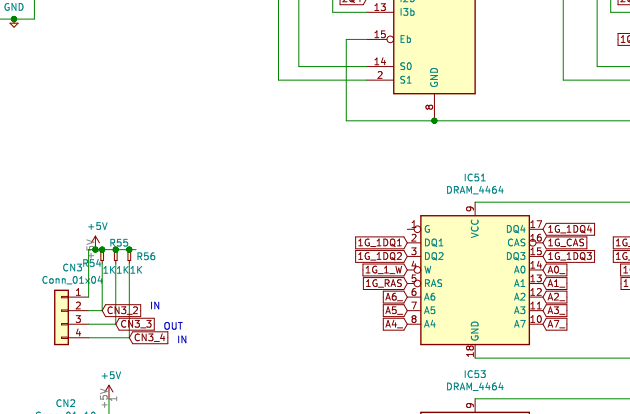 GND
13 I3b
15 Eb
14 S0
2 S1
GND
8
IC51
DRAM_4464
9
VCC
1 G
1G_1DQ1 2 DQ1
1G_1DQ2 3 DQ2
1G_1_W 4 W
1G_RAS 5 RAS
A6_ 6 A6
A5_ 7 A5
A4_ 8 A4
DQ4 17 1G_1DQ4
CAS 16 1G_CAS
DQ3 15 1G_1DQ3
A0 14 A0_
A1 13 A1_
A2 12 A2_
A3 11 A3_
A7 10 A7_
GND
18
+5V
+5V
R55
R54
R56
1K1K1K
CN3
Conn_01x04
1
2 CN3_2 IN
3 CN3_3 OUT
4 CN3_4 IN
+5V
+5V
1
CN2
IC53
DRAM_4464
9